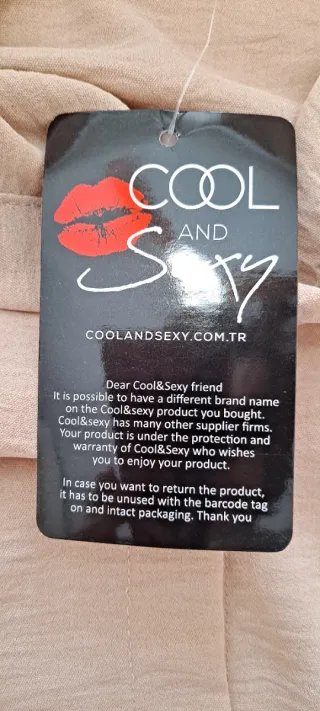 COOL
AND
Sexy
COOLANDSEXY.COM.TR
Dear Cool&Sexy friend
It is possible to have a different brand name
on the Cool&sexy product you bought.
Cool&sexy has many other supplier firms.
Your product is under the protection and
warranty of Cool&Sexy who wishes
you to enjoy your product.
In case you want to return the product,
it has to be unused with the barcode tag
on and intact packaging. Thank you